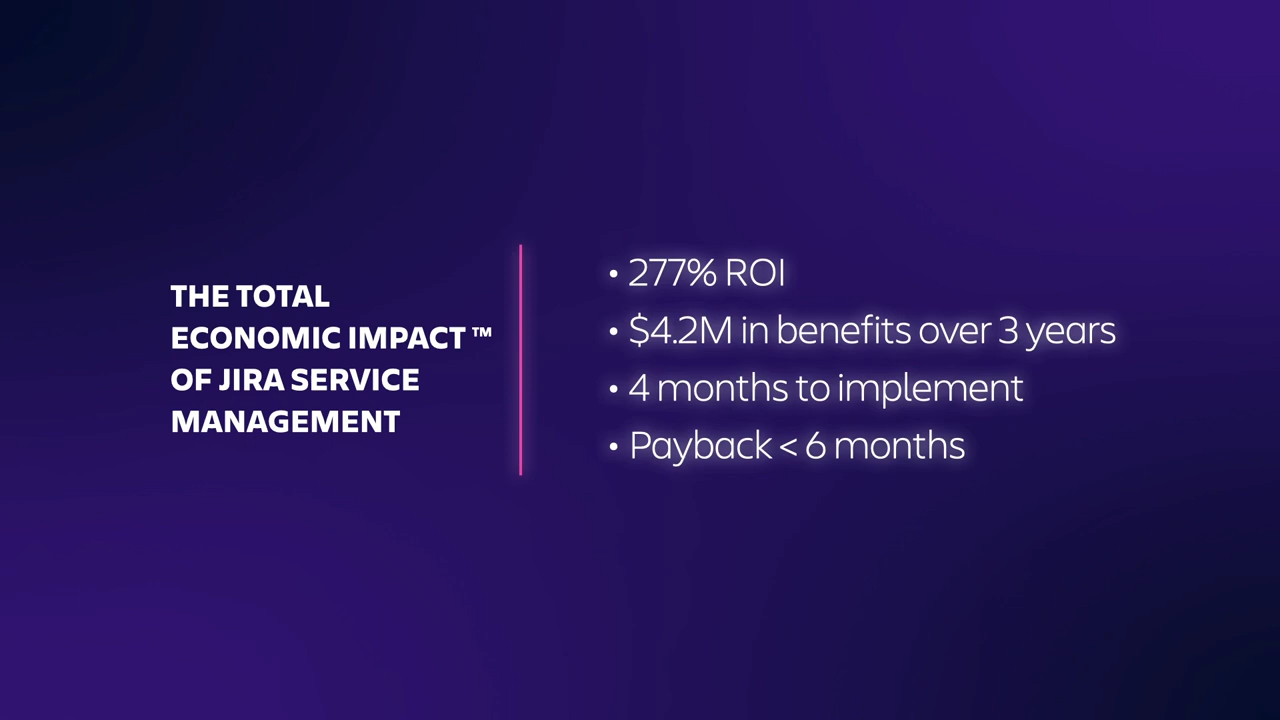 THE TOTAL
ECONOMIC IMPACT ™
OF JIRA SERVICE
MANAGEMENT
• 277% ROI
• $4.2M in benefits over 3 years
• 4 months to implement
• Payback < 6 months